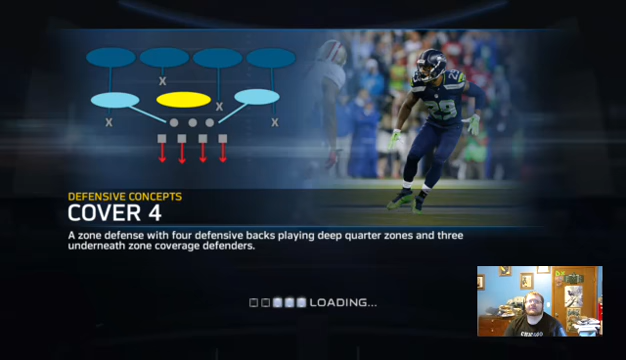 X
X
X
X
29
DEFENSIVE CONCEPTS
COVER 4
A zone defense with four defensive backs playing deep quarter zones and three
underneath zone coverage defenders.
LOADING...